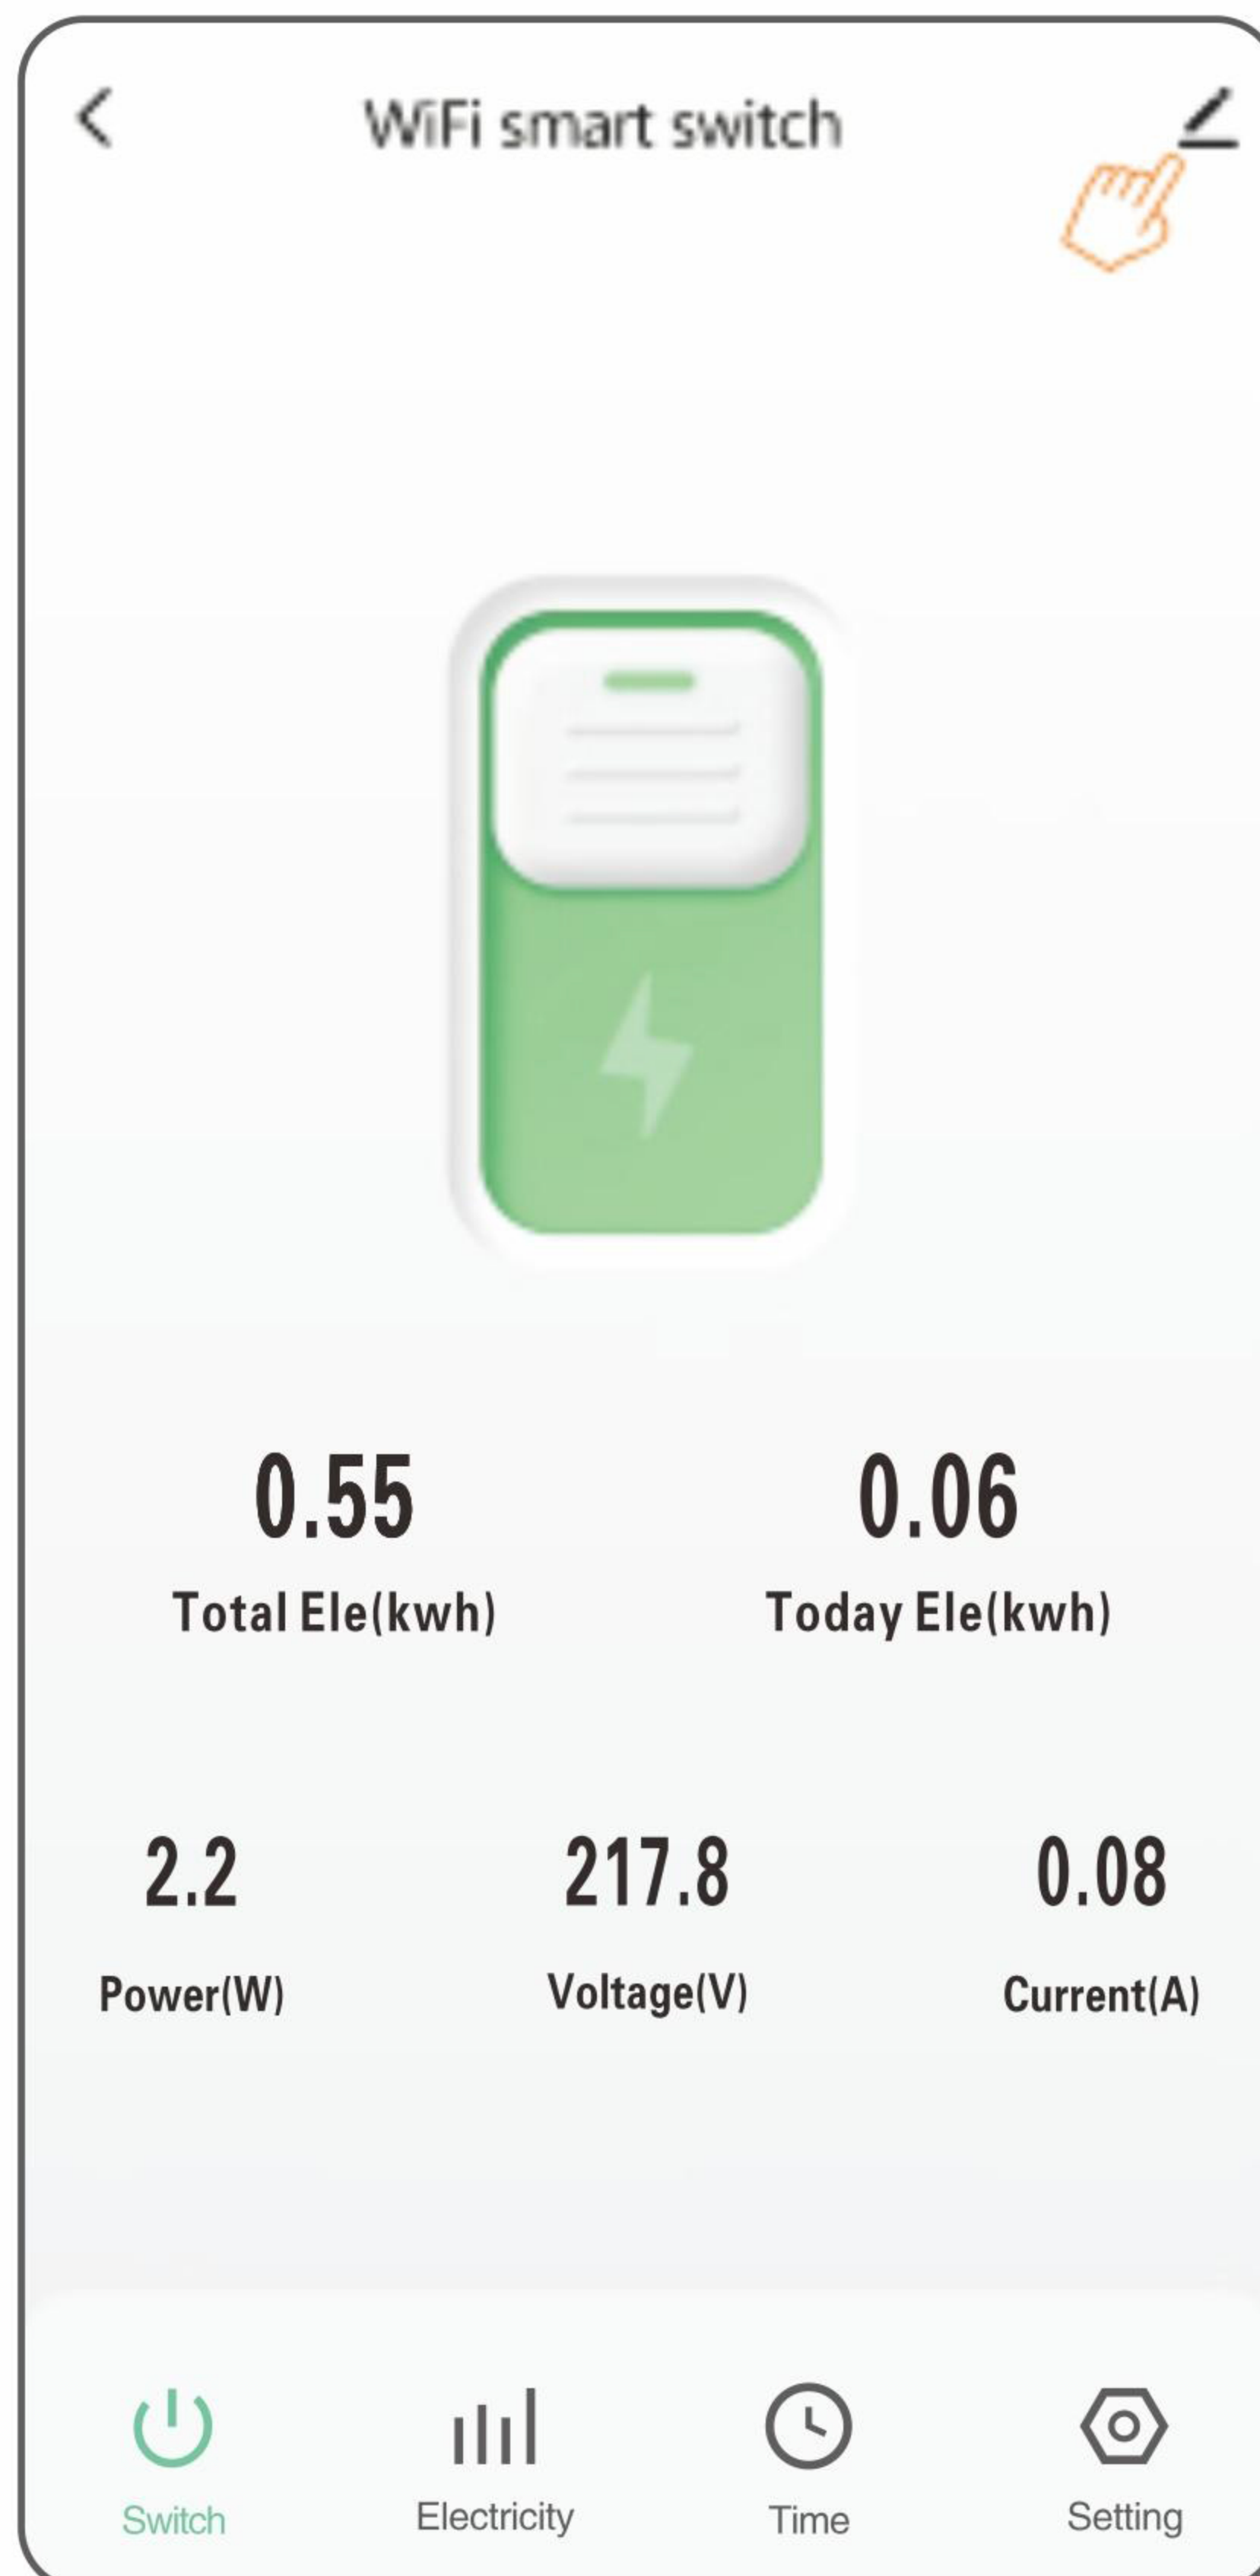 WiFi smart switch
0.55 0.06
Total Ele(kwh) Today Ele(kwh)
2.2 217.8 0.08
Power(W) Voltage(V) Current(A)
Switch Electricity Time Setting